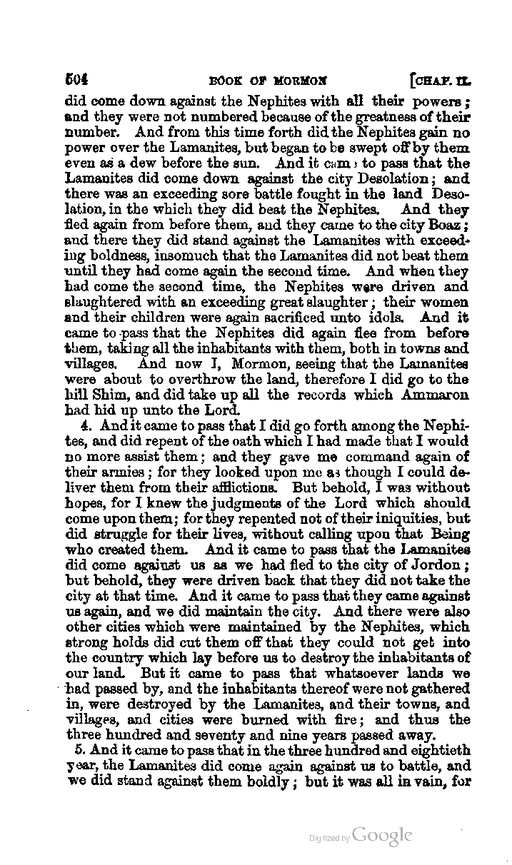 504 BOOK OF MORMON [CHAP. II.
did come down against the Nephites with all their powers;
and they were not numbered because of the greatness of their
number. And from this time forth did the Nephites gain no
power over the Lamanites, but began to be swept off by them
even as a dew before the sun. And it came to pass that the
Lamanites did come down against the city Desolation; and
there was an exceeding sore battle fought in the land Deso-
lation, in the which they did beat the Nephites. And they
fled again from before them, and they came to the city Boaz;
and there they did stand against the Lamanites with exceed-
ing boldness, insomuch that the Lamanites did not beat them
until they had come again the second time. And when they
had come the second time, the Nephites were driven and
slaughtered with an exceeding great slaughter; their women
and their children were again sacrificed unto idols. And it
came to pass that the Nephites did again flee from before
them, taking all the inhabitants with them, both in towns and
villages. And now I, Mormon, seeing that the Lamanites
were about to overthrow the land, therefore I did go to the
hill Shim, and did take up all the records which Ammaron
had hid up unto the Lord.
4. And it came to pass that I did go forth among the Nephi-
tes, and did repent of the oath which I had made that I would
no more assist them; and they gave me command again of
their armies; for they looked upon me as though I could de-
liver them from their afflictions. But behold, I was without
hopes, for I knew the judgments of the Lord which should
come upon them; for they repented not of their iniquities, but
did struggle for their lives, without calling upon that Being
who created them. And it came to pass that the Lamanites
did come against us as we had fled to the city of Jordon;
but behold, they were driven back that they did not take the
city at that time. And it came to pass that they came against
us again, and we did maintain the city. And there were also
other cities which were maintained by the Nephites, which
strong holds did cut them off that they could not get into
the country which lay before us to destroy the inhabitants of
our land. But it came to pass that whatsoever lands we
had passed by, and the inhabitants thereof were not gathered
in, were destroyed by the Lamanites, and their towns, and
villages, and cities were burned with fire; and thus the
three hundred and seventy and nine years passed away.
5. And it came to pass that in the three hundred and eightieth
year, the Lamanites did come again against us to battle, and
we did stand against them boldly; but it was all in vain, for
Digitized by Google